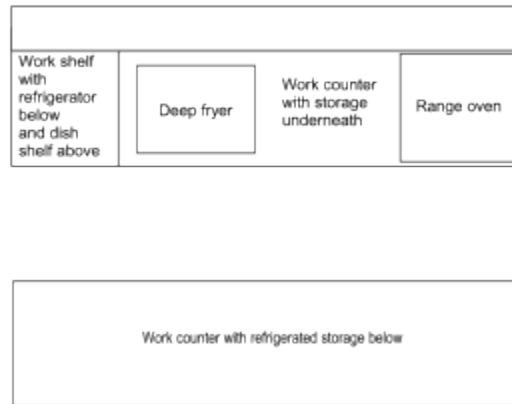 Work shelf
with
refrigerator
below
and dish
shelf above
Deep fryer
Work counter
with storage
underneath
Range oven
Work counter with refrigerated storage below